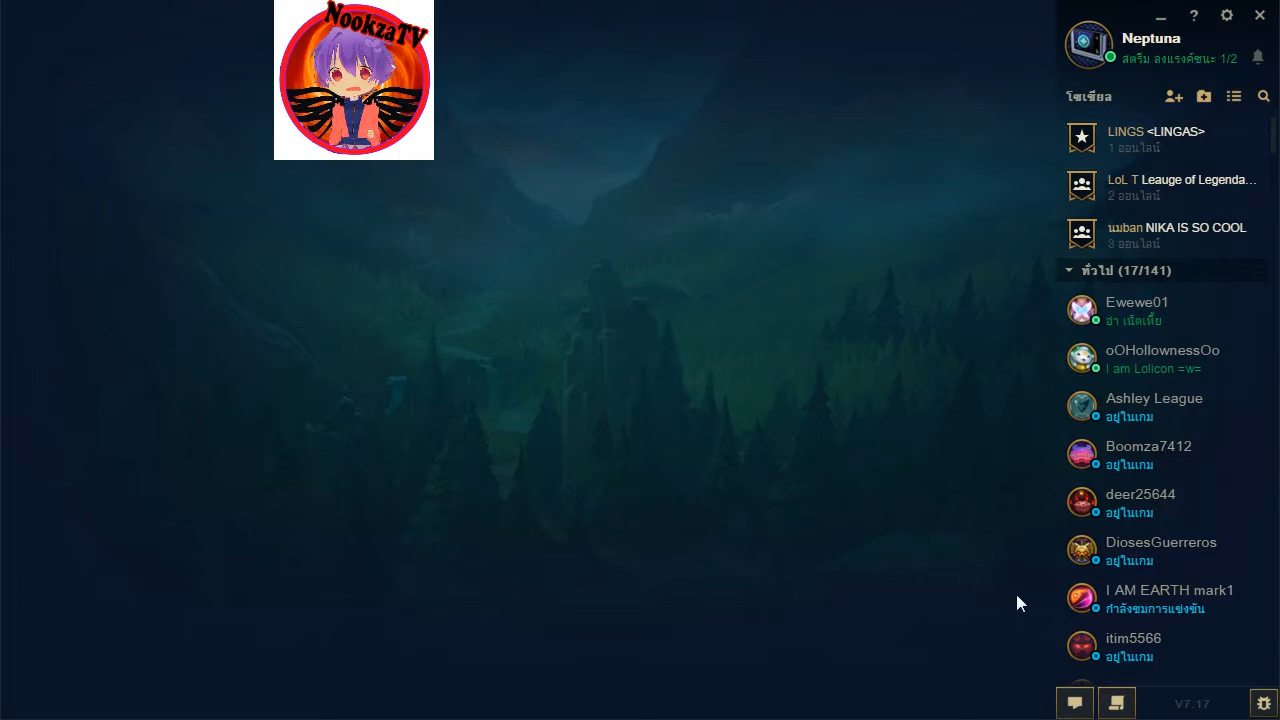 NookzaTV
?
Neptuna
สตรีม ลงแรงค์ชนะ 1/2
โซเชียล
LINGS <LINGAS>
1 ออนไลน์
LoL T Leauge of Legenda...
2 ออนไลน์
นมban NIKA IS SO COOL
3 ออนไลน์
ทั่วไป (17/141)
Ewewe01
อ่า เน็ตเหี้ย
oOHollownessOo
I am Lolicon =w=
Ashley League
อยู่ในเกม
Boomza7412
อยู่ในเกม
deer25644
อยู่ในเกม
DiosesGuerreros
อยู่ในเกม
I AM EARTH mark1
กำลังชมการแข่งขัน
itim5566
อยู่ในเกม
V7.17